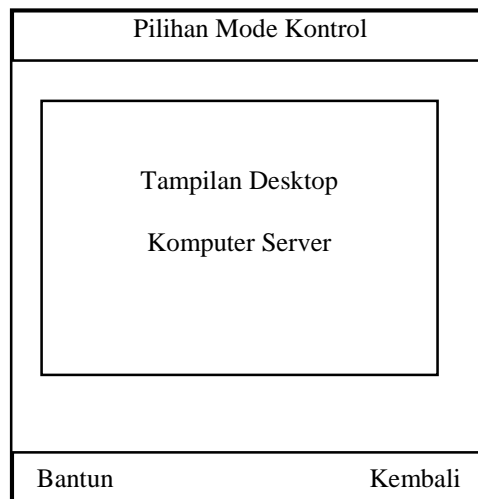 Pilihan Mode Kontrol
Tampilan Desktop
Komputer Server
Bantun Kembali